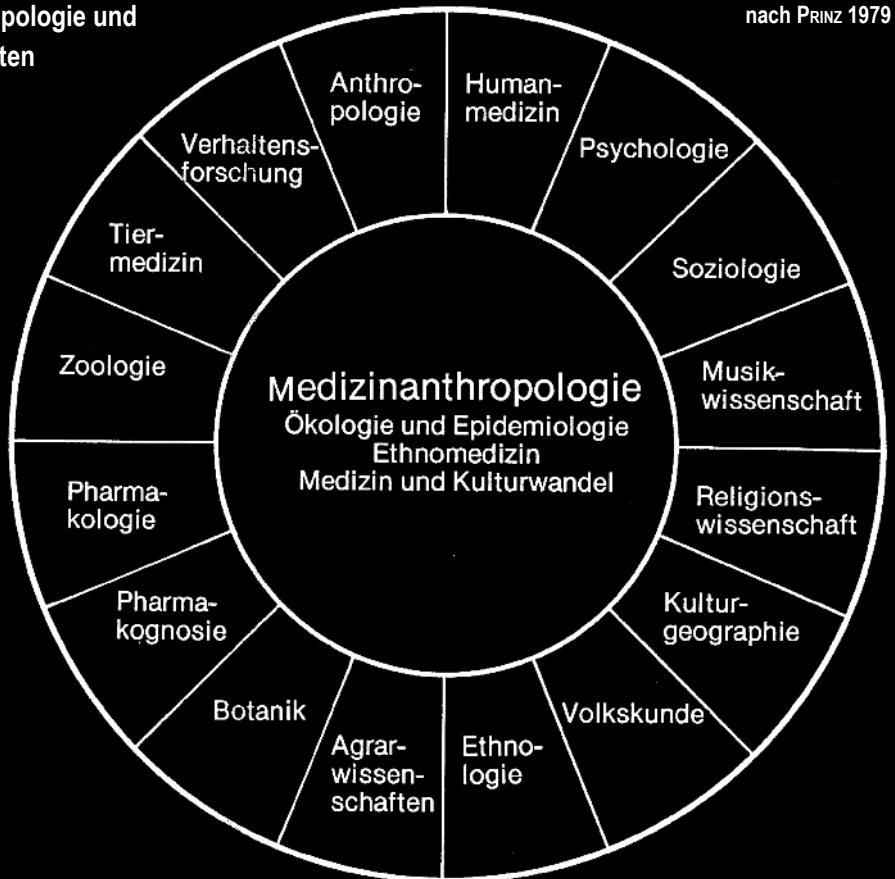 pologie und
ten
nach PRINZ 1979
Anthro-
pologie
Human-
medizin
Psychologie
Soziologie
Musik-
wissenschaft
Religions-
wissenschaft
Kultur-
geographie
Volkskunde
Ethno-
logie
Agrar-
wissen-
schaften
Botanik
Pharma-
kognosie
Pharma-
kologie
Zoologie
Tier-
medizin
Verhaltens-
forschung
Medizinanthropologie
Ökologie und Epidemiologie
Ethnomedizin
Medizin und Kulturwandel